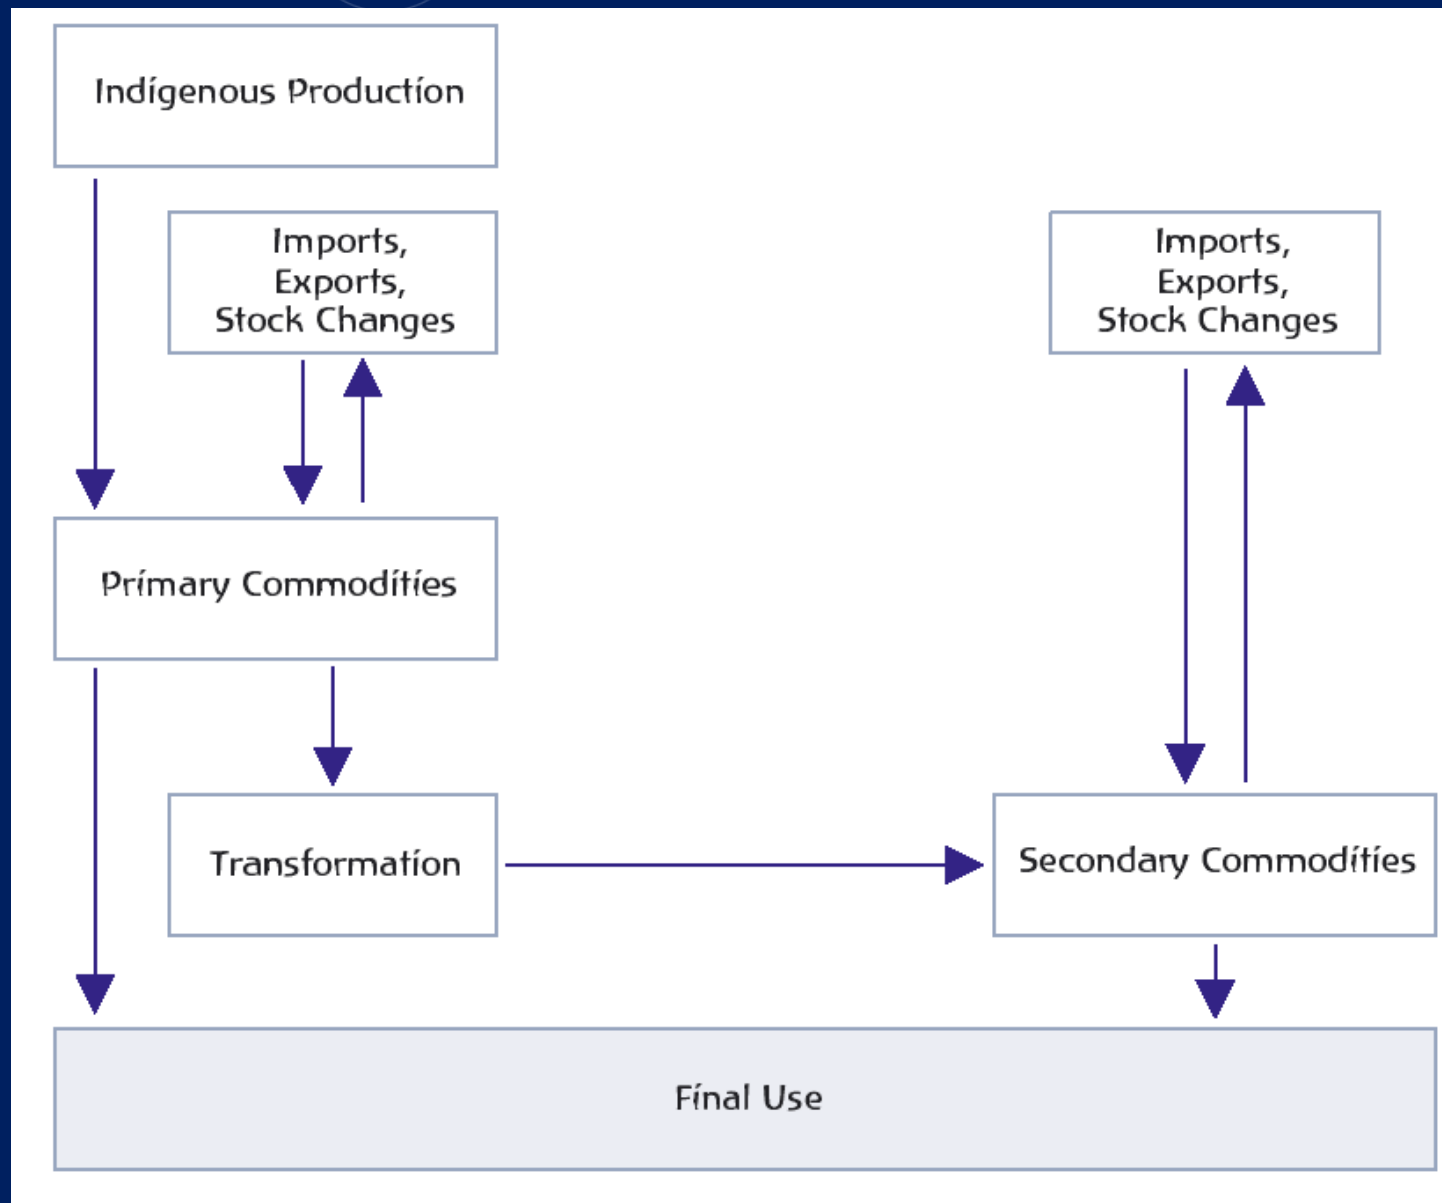 Indigenous Production
Imports,
Exports,
Stock Changes
Imports,
Exports,
Stock Changes
Primary Commodities
Transformation
Secondary Commodities
Final Use